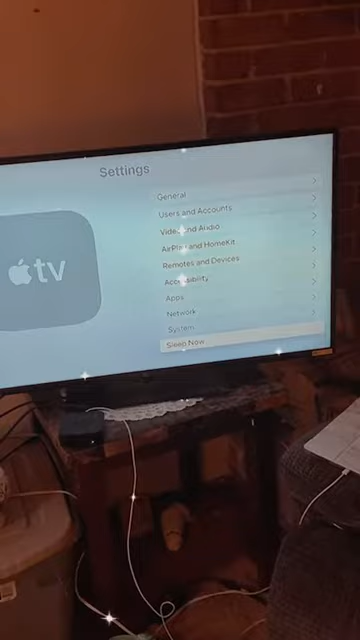 Settings
General
Users and Accounts
Video and Audio
AirPlay and HomeKit
Remotes and Devices
Accessibility
Apps
Network
System
Sleep Now
tv